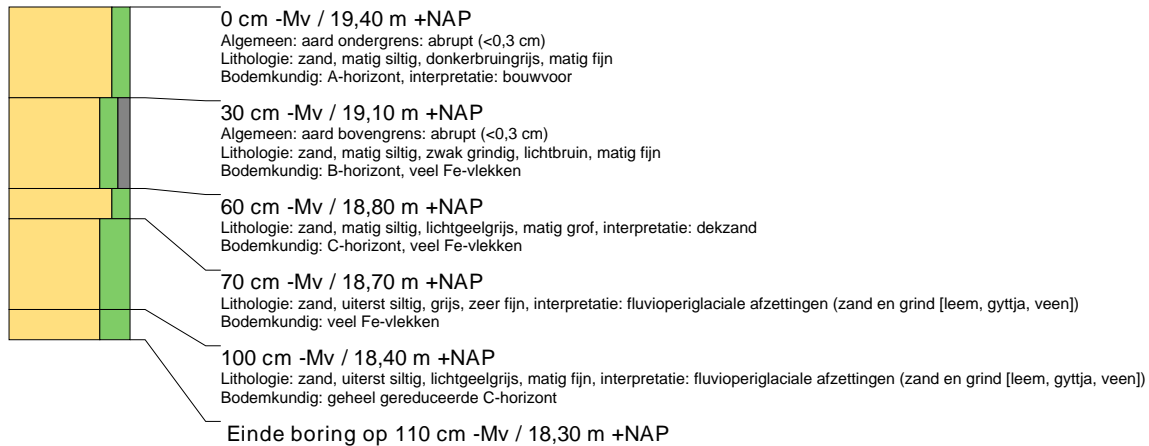 0 cm -Mv / 19,40 m +NAP
Algemeen: aard ondergrens: abrupt (<0,3 cm)
Lithologie: zand, matig siltig, donkerbruingrijs, matig fijn
Bodemkundig: A-horizont, interpretatie: bouwvoor
30 cm -Mv / 19,10 m +NAP
Algemeen: aard bovengrens: abrupt (<0,3 cm)
Lithologie: zand, matig siltig, zwak grindig, lichtbruin, matig fijn
Bodemkundig: B-horizont, veel Fe-vlekken
60 cm -Mv / 18,80 m +NAP
Lithologie: zand, matig siltig, lichtgeelgrijs, matig grof, interpretatie: dekzand
Bodemkundig: C-horizont, veel Fe-vlekken
70 cm -Mv / 18,70 m +NAP
Lithologie: zand, uiterst siltig, grijs, zeer fijn, interpretatie: fluvioperiglaciale afzettingen (zand en grind [leem, gyttja, veen])
Bodemkundig: veel Fe-vlekken
100 cm -Mv / 18,40 m +NAP
Lithologie: zand, uiterst siltig, lichtgeelgrijs, matig fijn, interpretatie: fluvioperiglaciale afzettingen (zand en grind [leem, gyttja, veen])
Bodemkundig: geheel gereduceerde C-horizont
Einde boring op 110 cm -Mv / 18,30 m +NAP